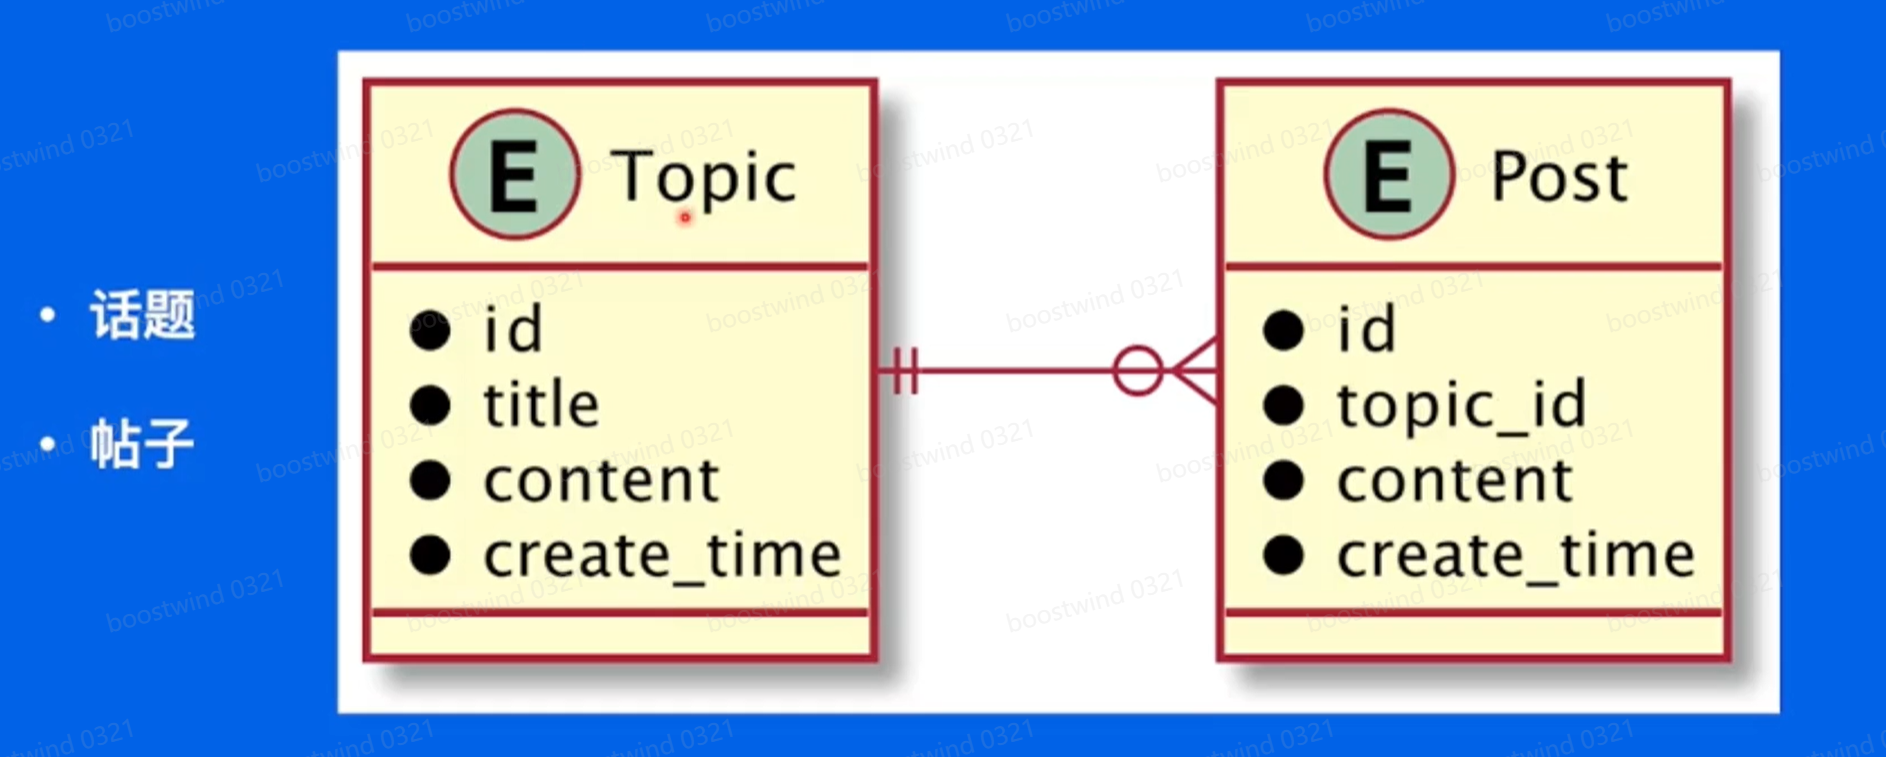 话题
帖子
E Topic
id
title
content
create_time
E Post
id
topic_id
content
create_time
boostwind 0321